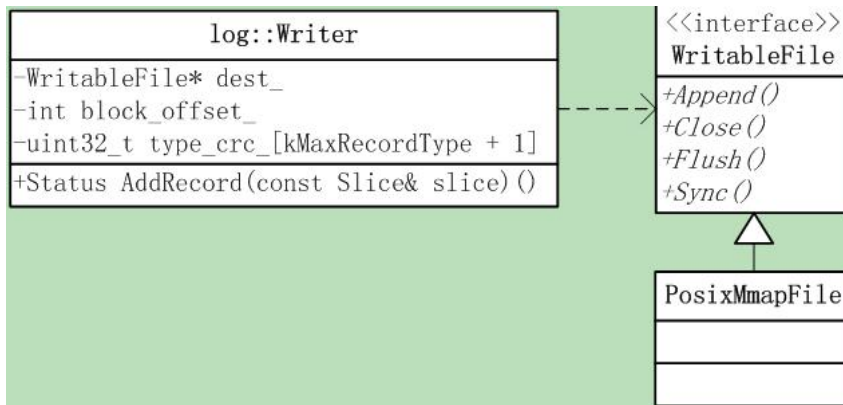 log::Writer
-WritableFile* dest_
-int block_offset_
-uint32_t type_crc_[kMaxRecordType + 1]
+Status AddRecord(const Slice& slice)()
<<interface>>
WritableFile
+Append()
+Close()
+Flush()
+Sync()
PosixMmapFile